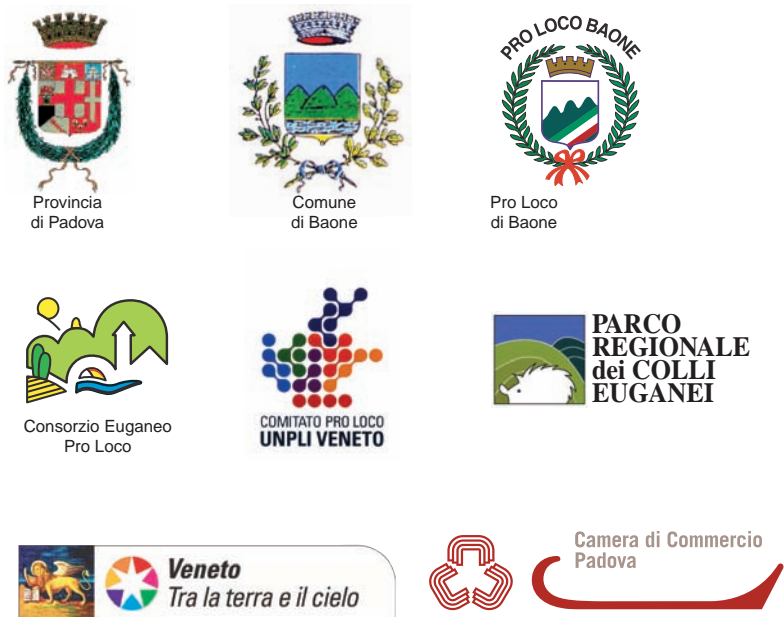 Provincia
di Padova
Comune
di Baone
PRO LOCO BAONE
Pro Loco
di Baone
Consorzio Euganeo
Pro Loco
COMITATO PRO LOCO
UNPLI VENETO
PARCO
REGIONALE
dei COLLI
EUGANEI
Veneto
Tra la terra e il cielo
Camera di Commercio
Padova